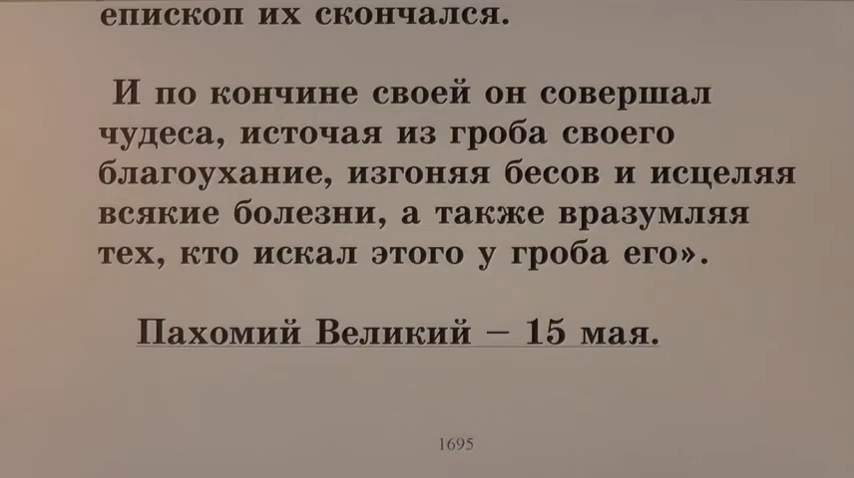 епископ их скончался.
И по кончине своей он совершал
чудеса, источая из гроба своего
благоухание, изгоняя бесов и исцеляя
всякие болезни, а также вразумляя
тех, кто искал этого у гроба его».
Пахомий Великий – 15 мая.
1695